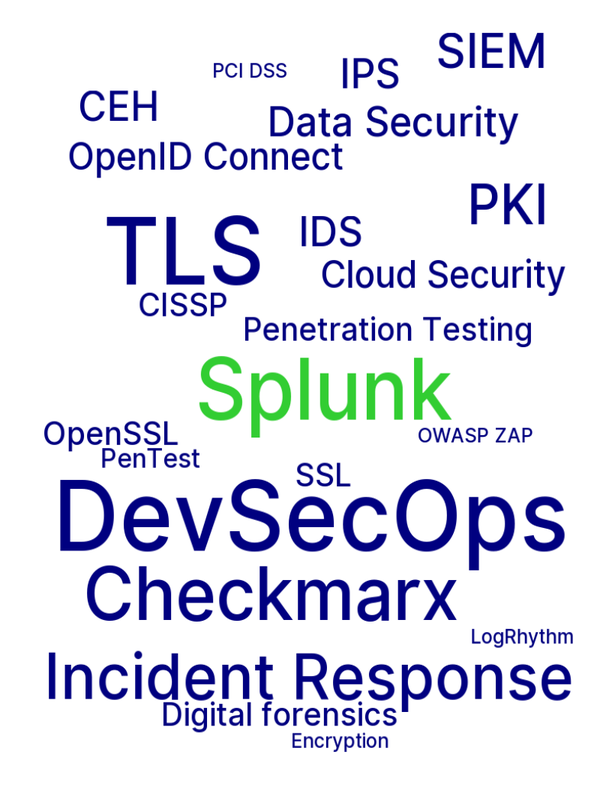 SIEM
PCI DSS
IPS
CEH
Data Security
OpenID Connect
PKI
TLS
IDS
Cloud Security
CISSP
Penetration Testing
Splunk
OpenSSL
OWASP ZAP
PenTest
SSL
DevSecOps
Checkmarx
LogRhythm
Incident Response
Digital forensics
Encryption